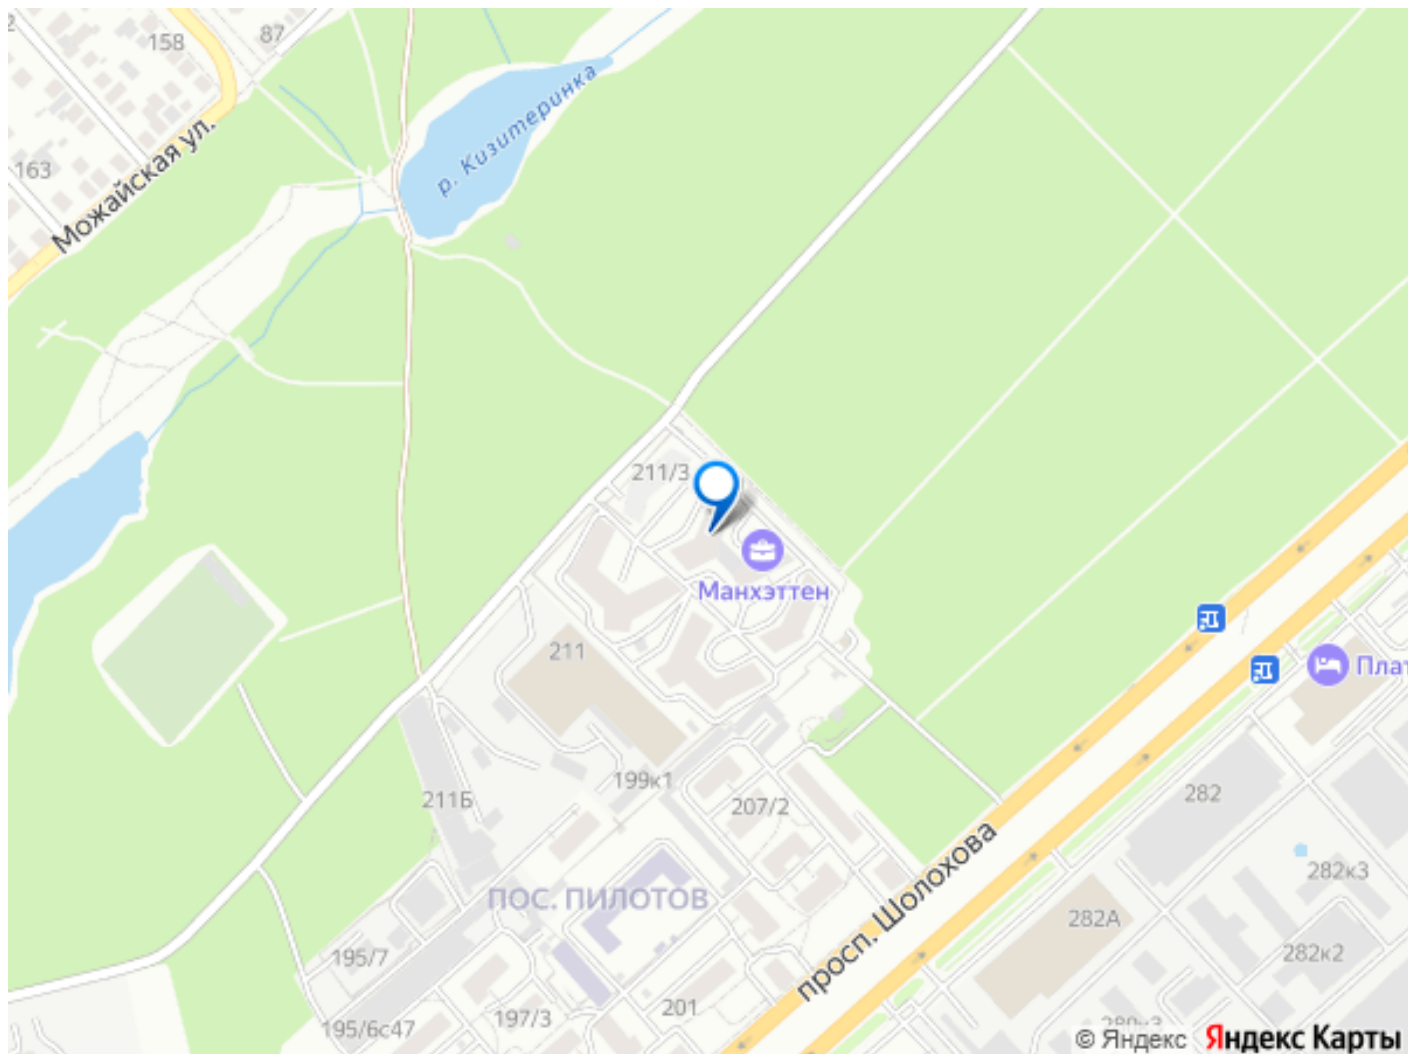 158
87
163
Можайская ул.
р. Кизитеринка
211/3
Манхэттен
211
199к1
211Б
207/2
282
282к3
ПОС. ПИЛОТОВ
просп. Шолохова
282А
282к2
195/7
201
197/3
195/6с47
© Яндекс Яндекс Карты